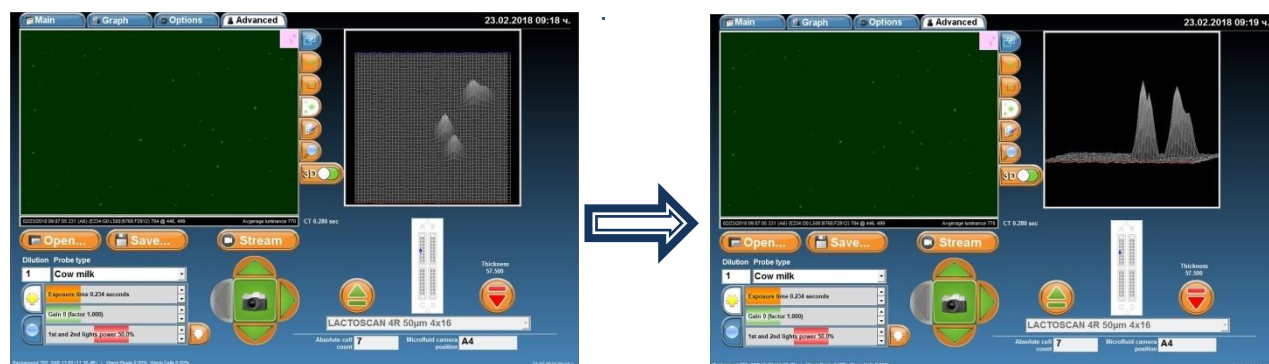 Main Graph Options Advanced 23.02.2018 09:18 ч.
3D
Avgerage luminance 770
CT 0.280 sec
Open... Save... Stream
Dilution Probe type
1 Cow milk
Thickness
57.500
Exposure time 0.234 seconds
Gain 0 (factor 1.000)
1st and 2nd lights power 50.0%
LACTOSCAN 4R 50µm 4x16
Absolute cell count 7 Microfluid camera position A4
Main Graph Options Advanced 23.02.2018 09:19 ч.
3D
Avgerage luminance 770
CT 0.280 sec
Open... Save... Stream
Dilution Probe type
1 Cow milk
Thickness
57.500
Exposure time 0.234 seconds
Gain 0 (factor 1.000)
1st and 2nd lights power 50.0%
LACTOSCAN 4R 50µm 4x16
Absolute cell count 7 Microfluid camera position A4